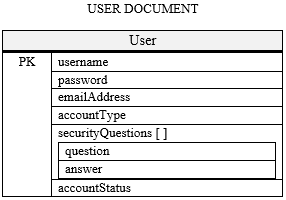 USER DOCUMENT
User
PK username
password
emailAddress
accountType
securityQuestions [ ]
question
answer
accountStatus